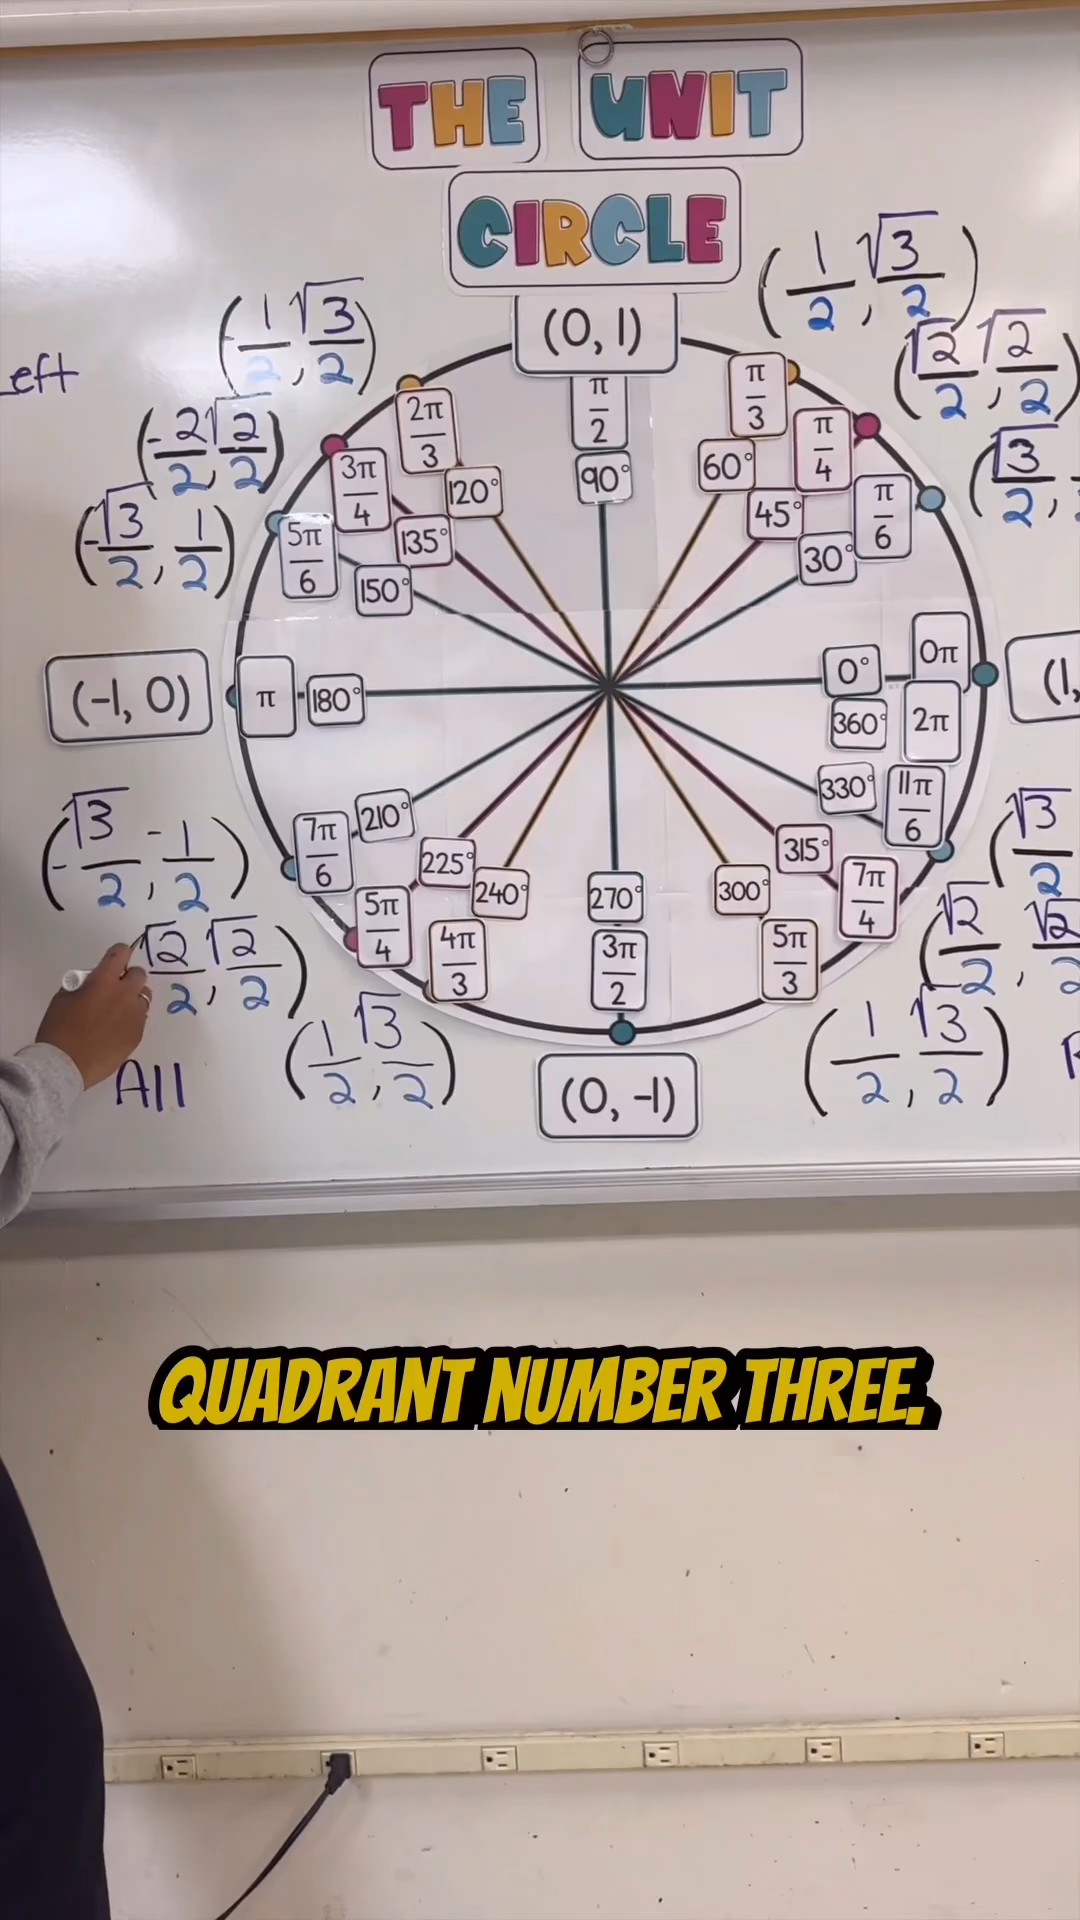 THE UNIT
CIRCLE
(0, 1)
(1/2, √3/2)
(-1/2, √3/2)
(√2/2, √2/2)
eft
(-2/2, √2/2)
(√3/2,
(-√3/2, 1/2)
π/2
90°
2π/3
120°
3π/4
135°
5π/6
150°
π/3
60°
π/4
45°
π/6
30°
(-1, 0)
π
180°
0°
0π
360°
2π
(1,
(-√3/2, -1/2)
7π/6
210°
5π/4
225°
4π/3
240°
270°
3π/2
300°
5π/3
315°
7π/4
330°
11π/6
(√3/2
√2/2, √2/2)
(√2/2, √2/2
(1/2, √3/2)
(1/2, √3/2)
All
(0, -1)
QUADRANT NUMBER THREE.